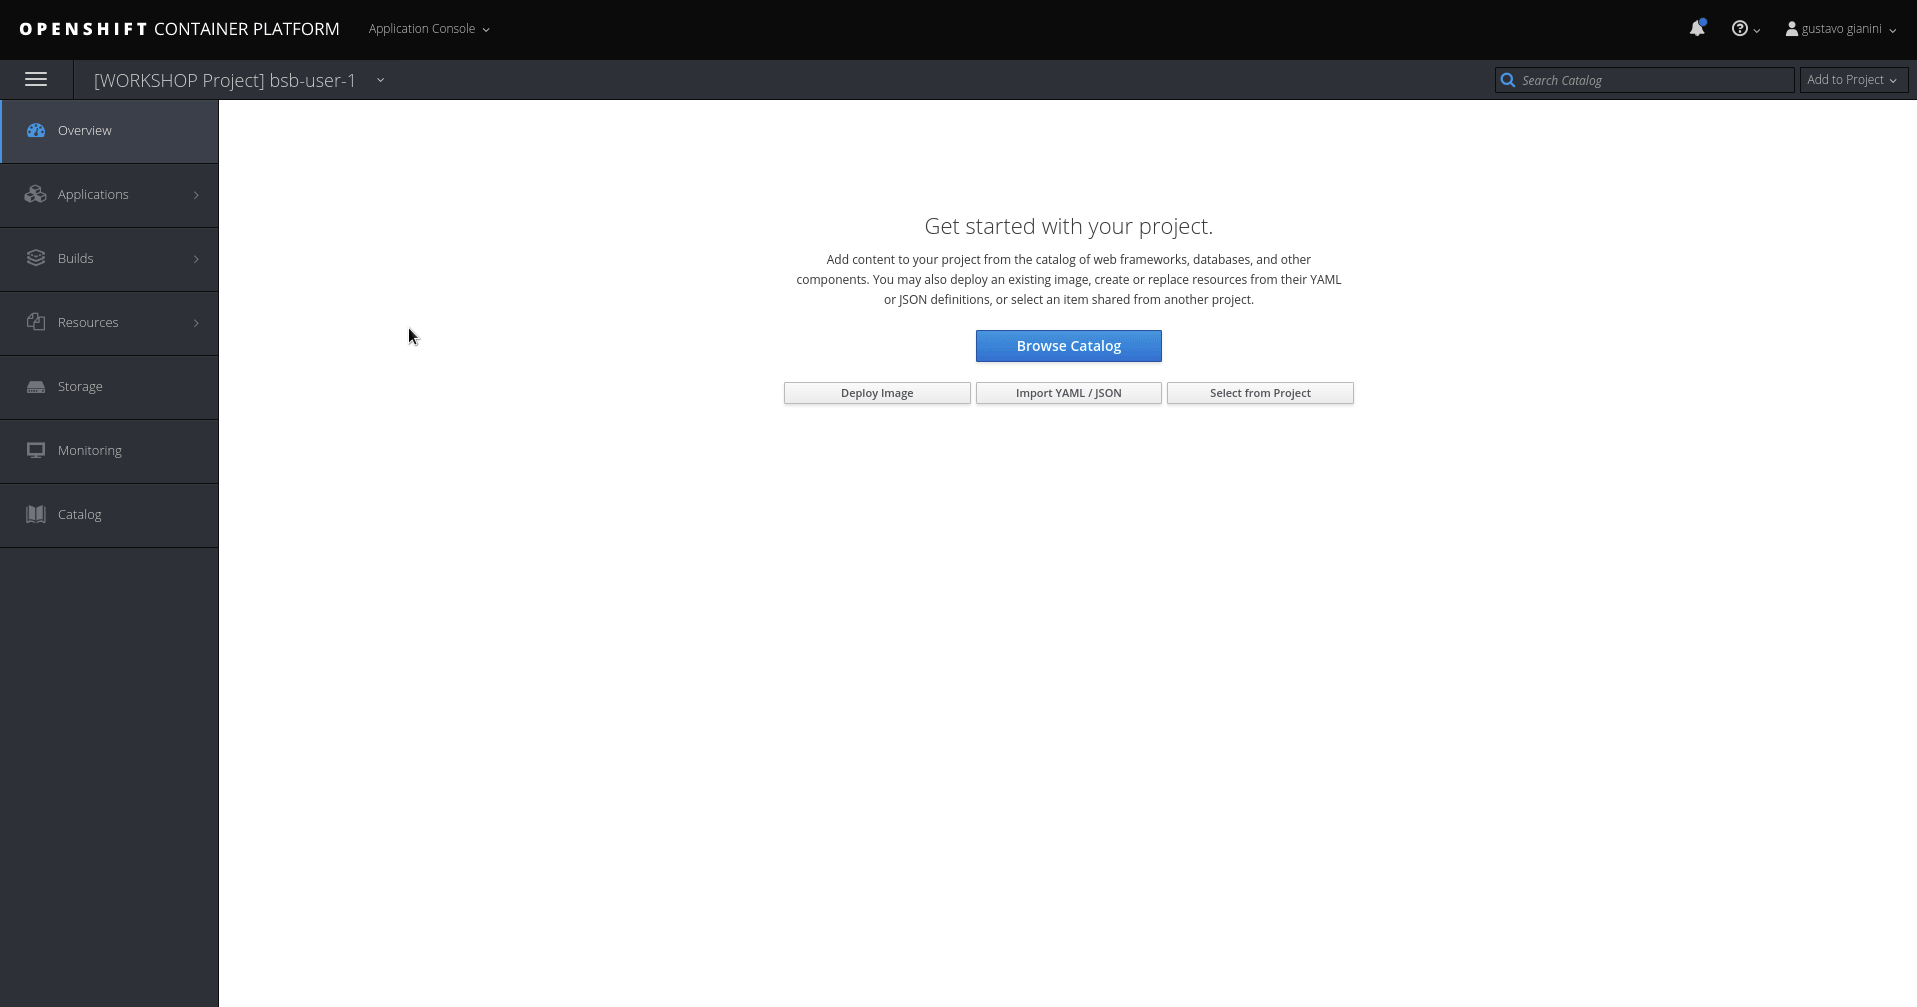 OPENSHIFT CONTAINER PLATFORM
Application Console
gustavo gianini
[WORKSHOP Project] bsb-user-1
Search Catalog
Add to Project
Overview
Applications
Builds
Resources
Storage
Monitoring
Catalog
Get started with your project.
Add content to your project from the catalog of web frameworks, databases, and other
components. You may also deploy an existing image, create or replace resources from their YAML
or JSON definitions, or select an item shared from another project.
Browse Catalog
Deploy Image
Import YAML / JSON
Select from Project